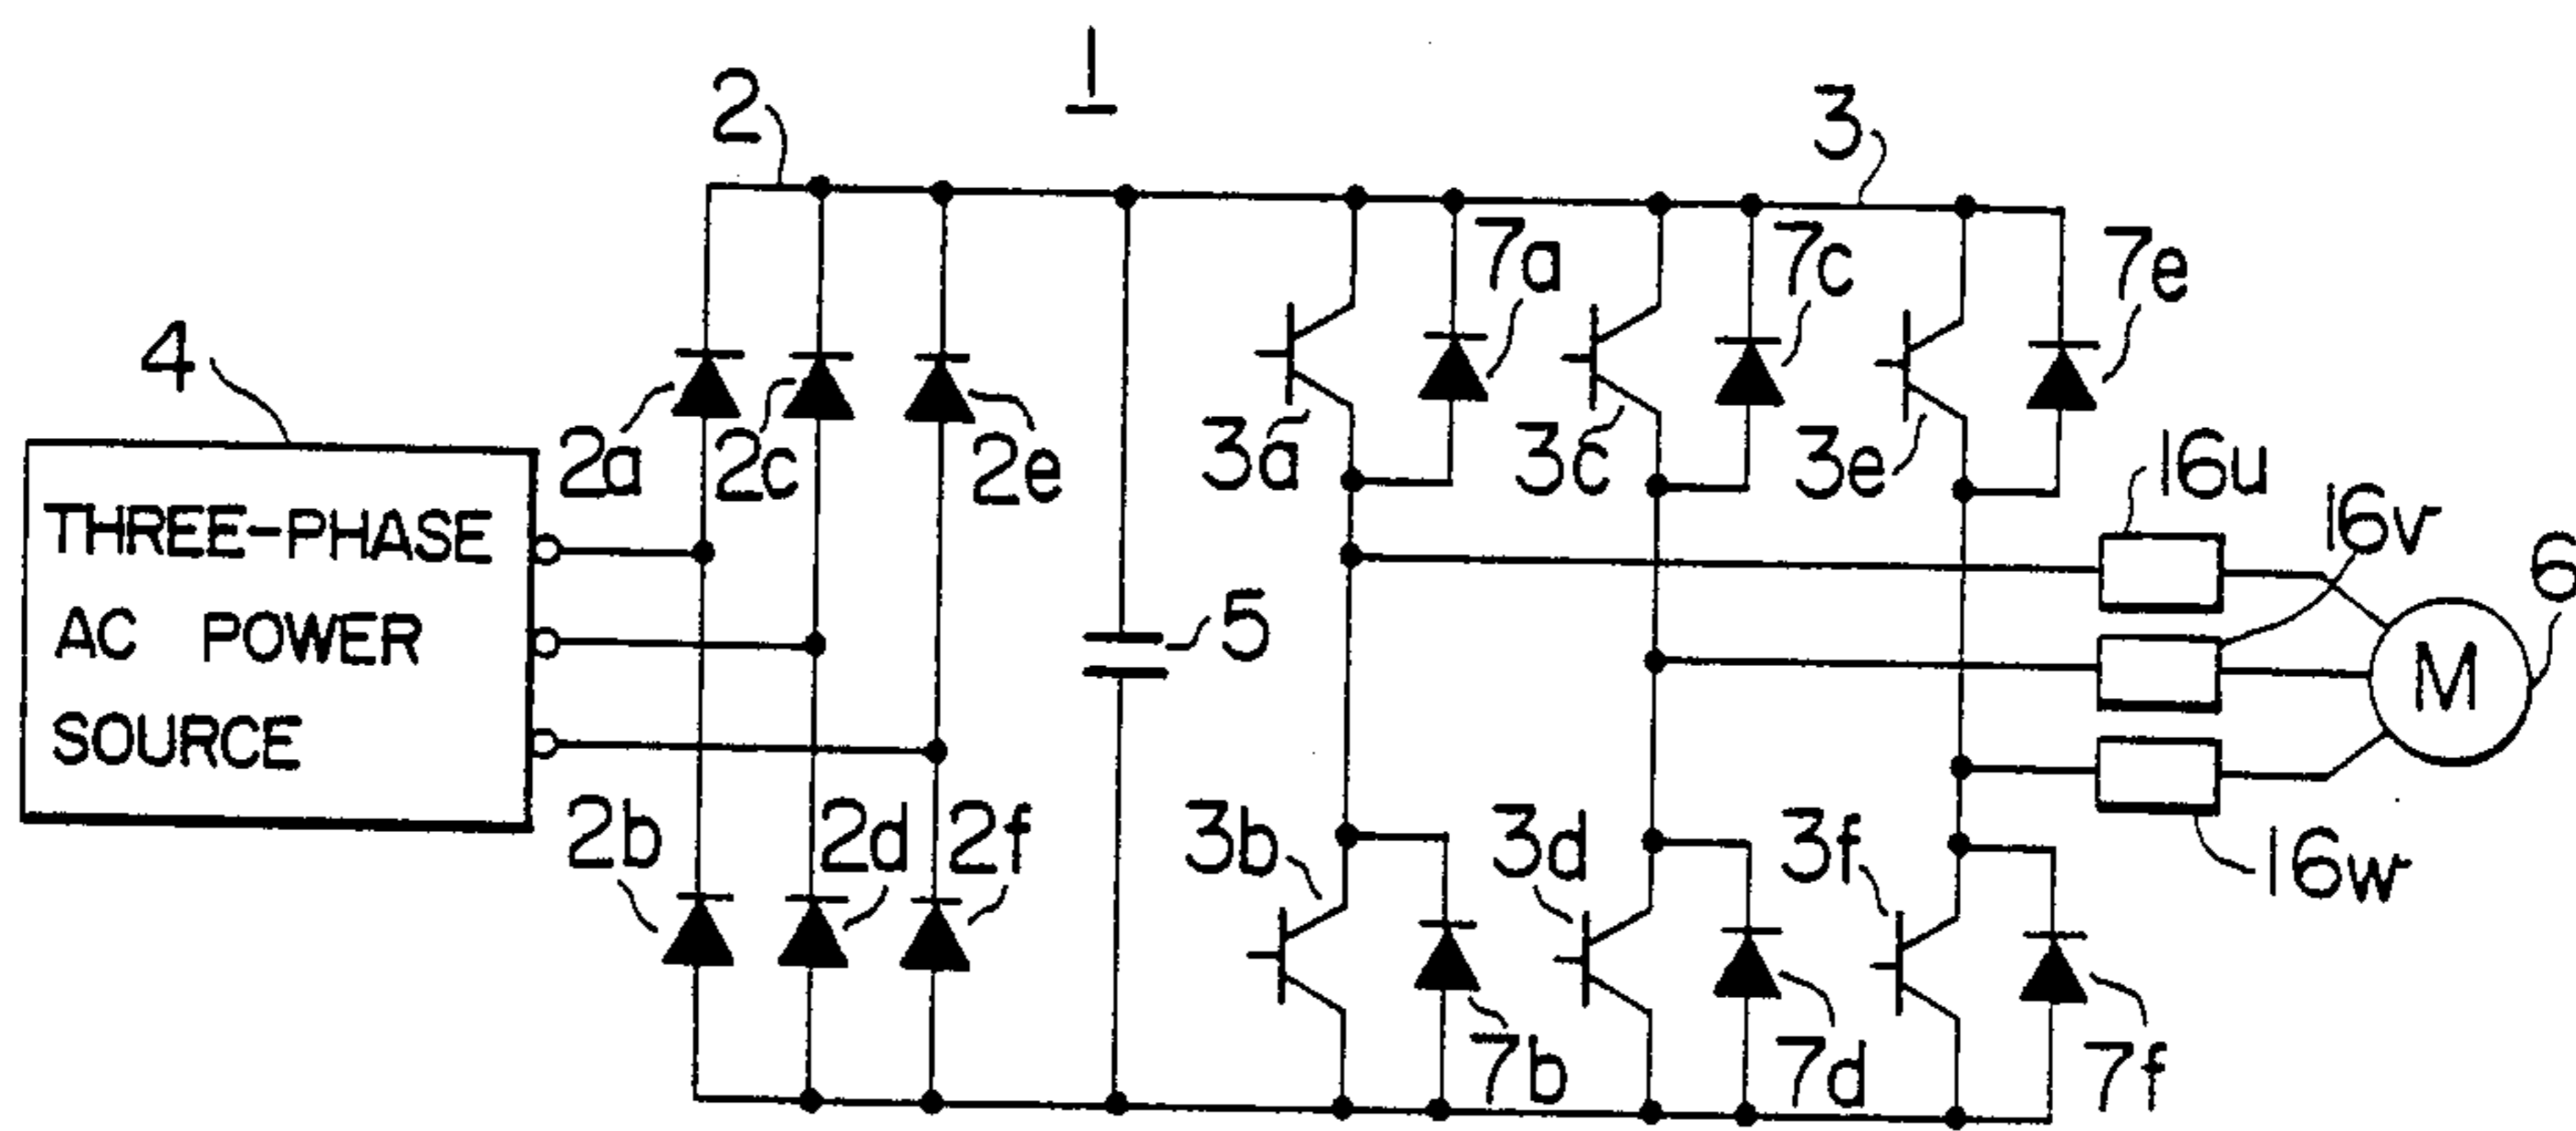 1
2
3
7a
7c
7e
4
2a
2c
2e
3a
3c
3e
16u
16v
6
THREE-PHASE
AC POWER
SOURCE
5
M
2b
2d
2f
3b
3d
3f
16w
7b
7d
7f